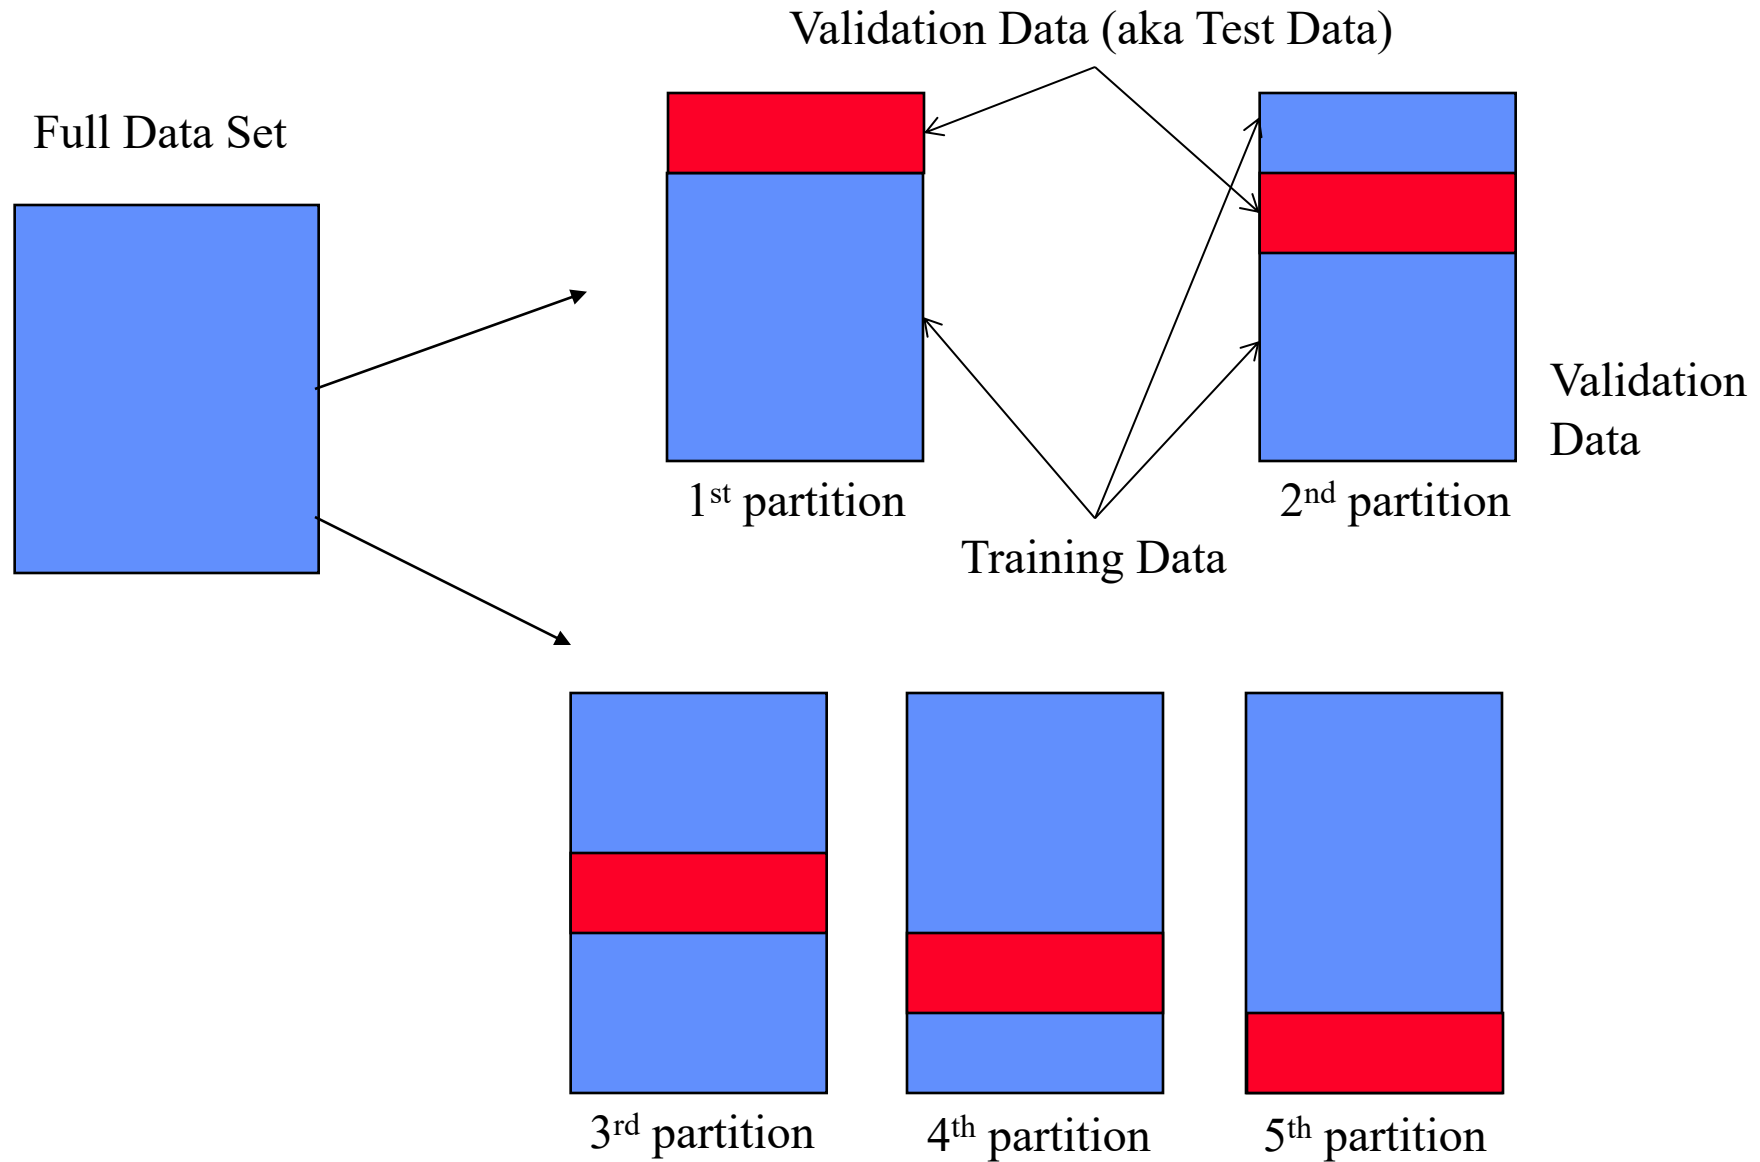 Validation Data (aka Test Data)
Full Data Set
Validation
Data
1st partition
2nd partition
Training Data
3rd partition
4th partition
5th partition